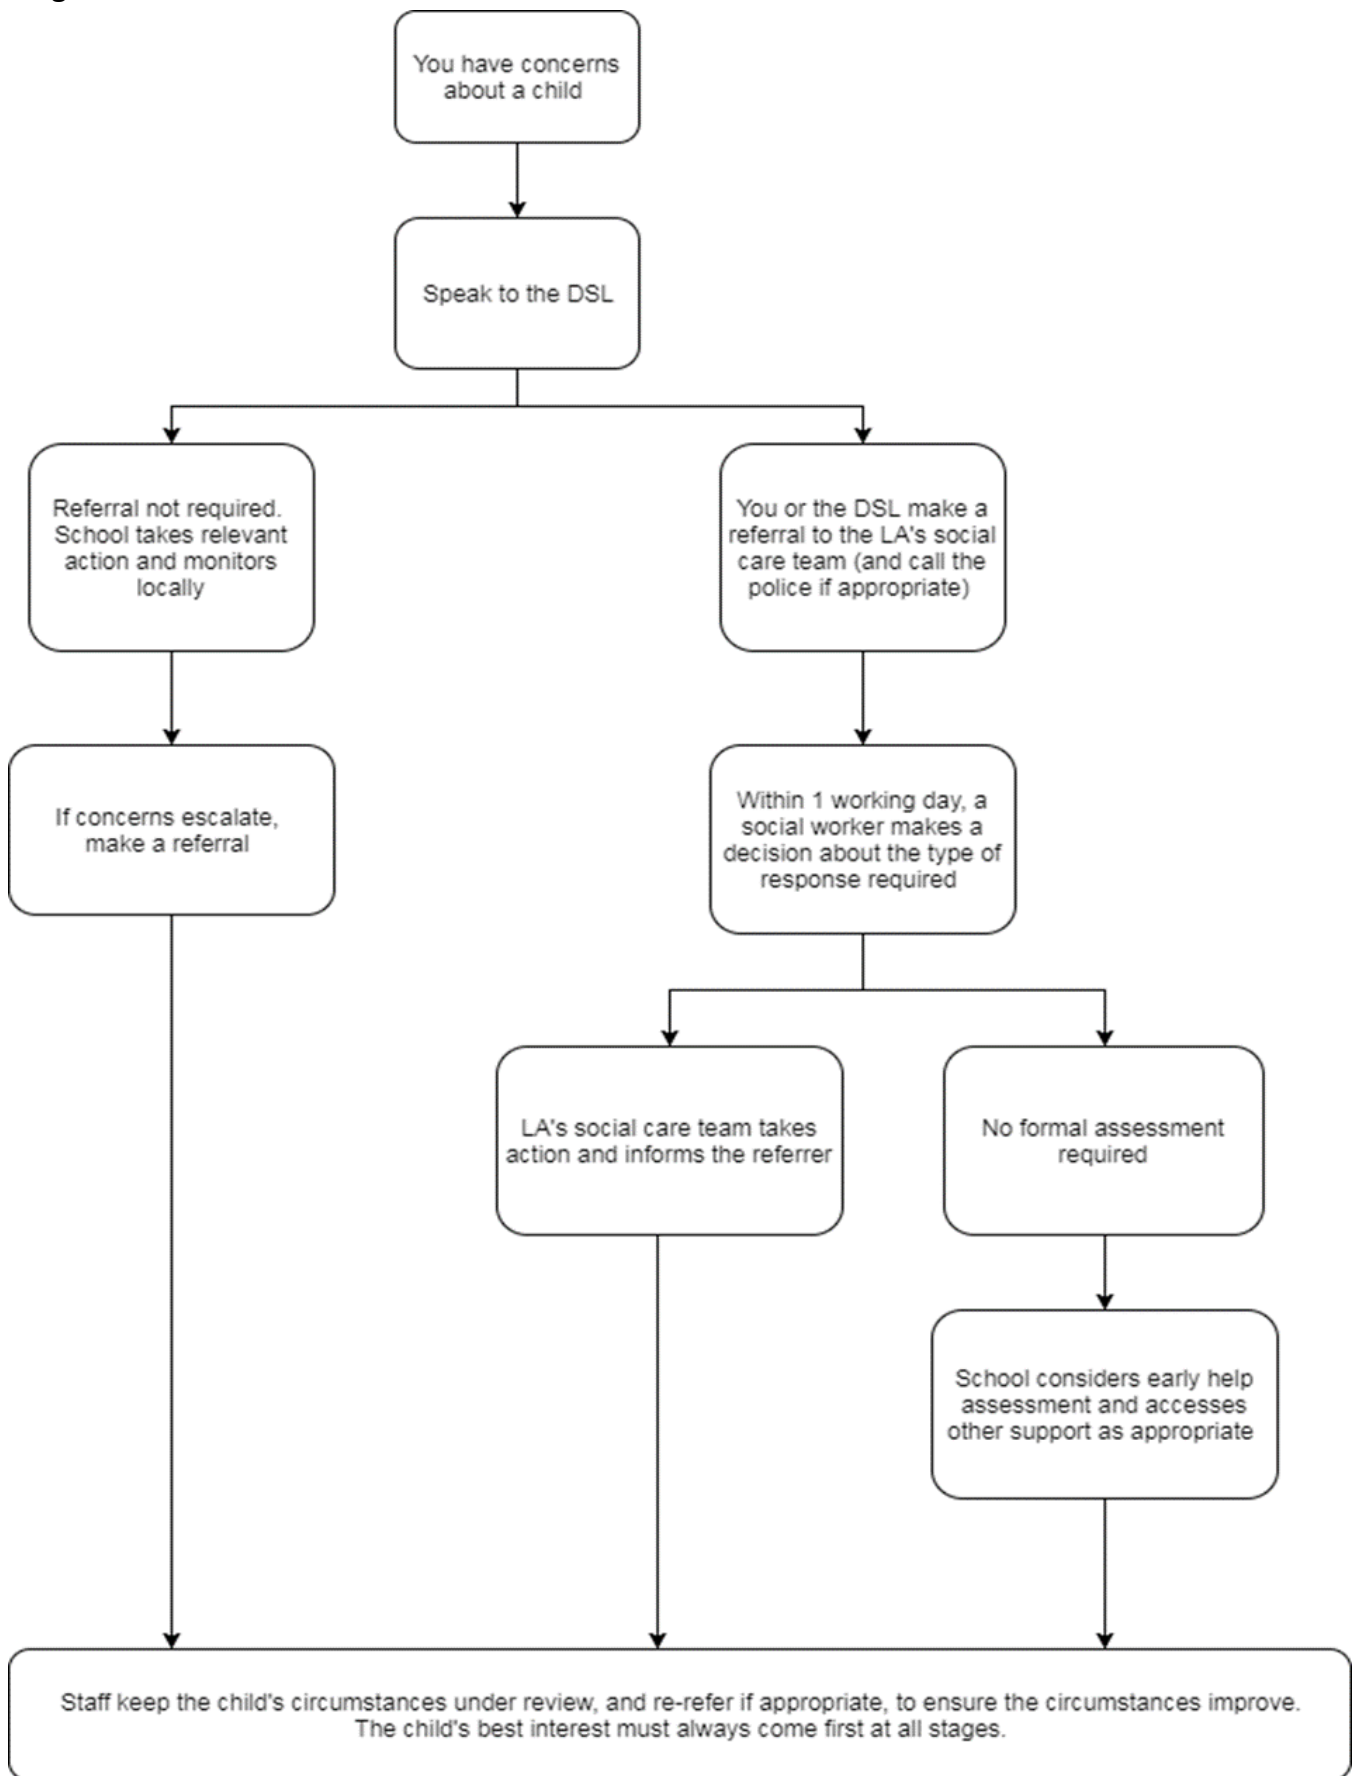 You have concerns
about a child
Speak to the DSL
Referral not required.
School takes relevant
action and monitors
locally
You or the DSL make a
referral to the LA's social
care team (and call the
police if appropriate)
If concerns escalate,
make a referral
Within 1 working day, a
social worker makes a
decision about the type of
response required
LA's social care team takes
action and informs the referrer
No formal assessment
required
School considers early help
assessment and accesses
other support as appropriate
Staff keep the child's circumstances under review, and re-refer if appropriate, to ensure the circumstances improve.
The child's best interest must always come first at all stages.